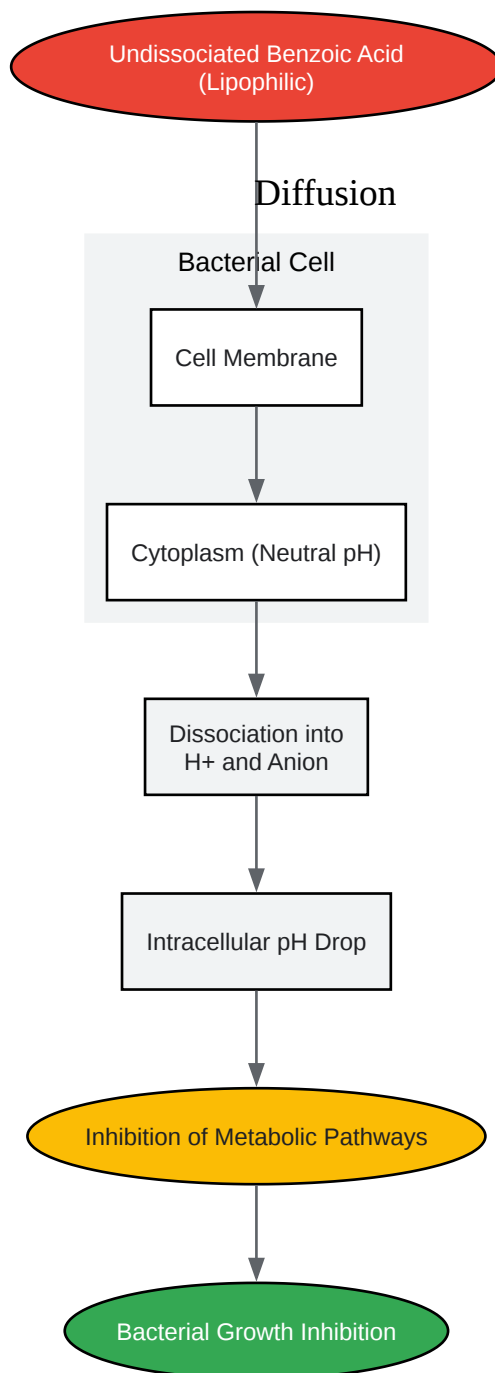 Undissociated Benzoic Acid
(Lipophilic)
Diffusion
Bacterial Cell
Cell Membrane
Cytoplasm (Neutral pH)
Dissociation into
H+ and Anion
Intracellular pH Drop
Inhibition of Metabolic Pathways
Bacterial Growth Inhibition